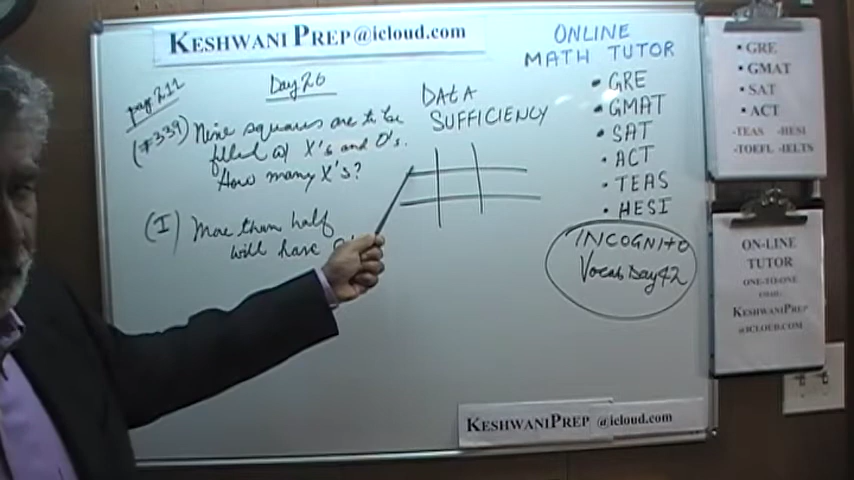 KESHWANI PREP@icloud.com
Day 26
pag 211
(#339) Nine squares are to be
filled w/ X's and O's.
How many X's?
(I) More than half
will have
DATA
SUFFICIENCY
ONLINE
MATH TUTOR
• GRE
• GMAT
• SAT
• ACT
• TEAS
• HESI
INCOGNITO
Vocab Day 42
• GRE
• GMAT
• SAT
• ACT
-TEAS -HESI
-TOEFL -IELTS
ON-LINE
TUTOR
ONE-TO-ONE
KESHWANIPREP
@ICLOUD.COM
KESHWANIPREP @icloud.com